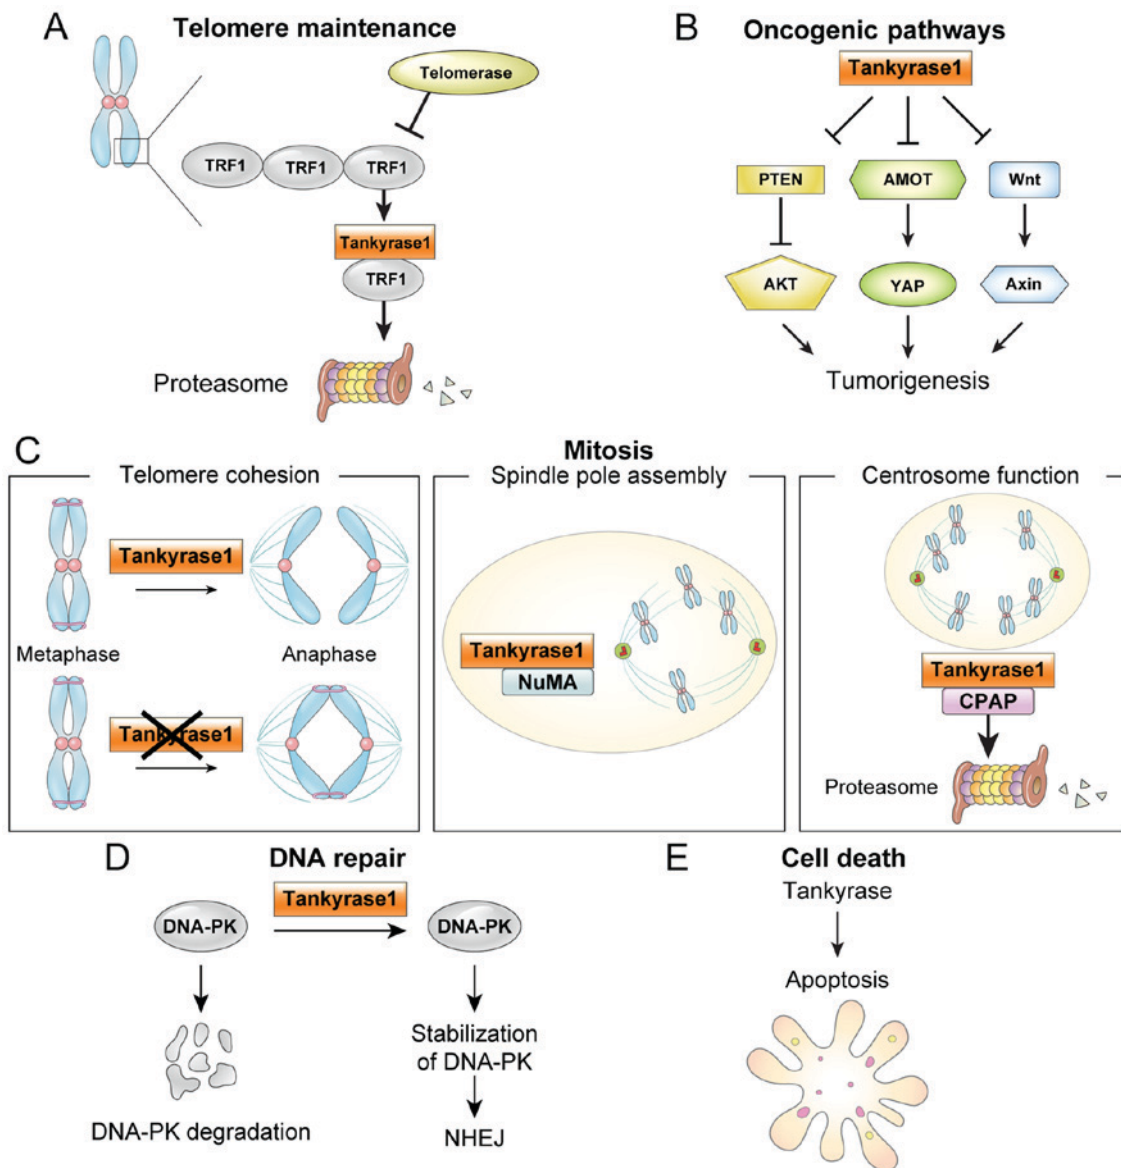 A
Telomere maintenance
Telomerase
TRF1 TRF1 TRF1
Tankyrase1
TRF1
Proteasome
B
Oncogenic pathways
Tankyrase1
PTEN AMOT Wnt
AKT YAP Axin
Tumorigenesis
C
Mitosis
Telomere cohesion
Tankyrase1
Metaphase Anaphase
Tankyrase1
Spindle pole assembly
Tankyrase1
NuMA
Centrosome function
Tankyrase1
CPAP
Proteasome
D
DNA repair
Tankyrase1
DNA-PK DNA-PK
Stabilization
of DNA-PK
DNA-PK degradation
NHEJ
E
Cell death
Tankyrase
Apoptosis